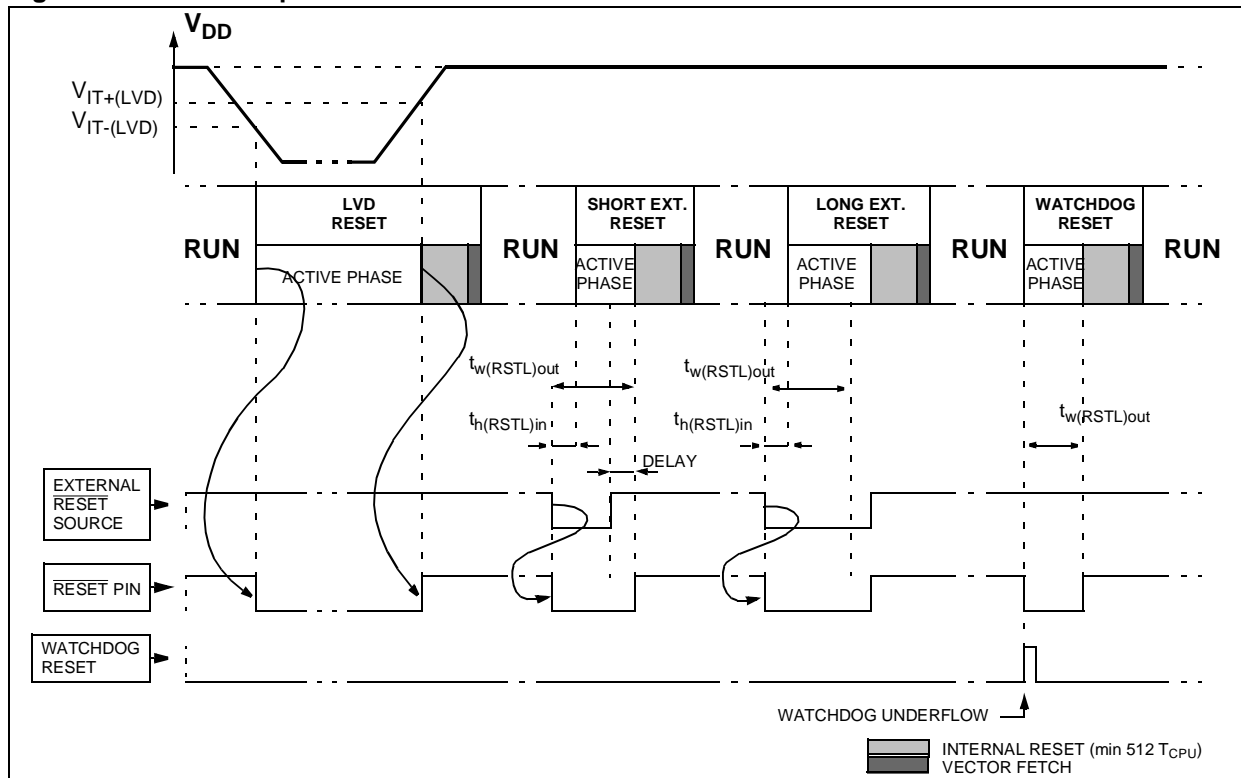 VDD
VIT+(LVD)
VIT-(LVD)
LVD
RESET
SHORT EXT.
RESET
LONG EXT.
RESET
WATCHDOG
RESET
RUN
RUN
RUN
RUN
RUN
ACTIVE PHASE
ACTIVE
PHASE
ACTIVE
PHASE
ACTIVE
PHASE
tw(RSTL)out
tw(RSTL)out
tw(RSTL)out
th(RSTL)in
th(RSTL)in
DELAY
EXTERNAL
RESET
SOURCE
RESET PIN
WATCHDOG
RESET
WATCHDOG UNDERFLOW
INTERNAL RESET (min 512 TCPU)
VECTOR FETCH